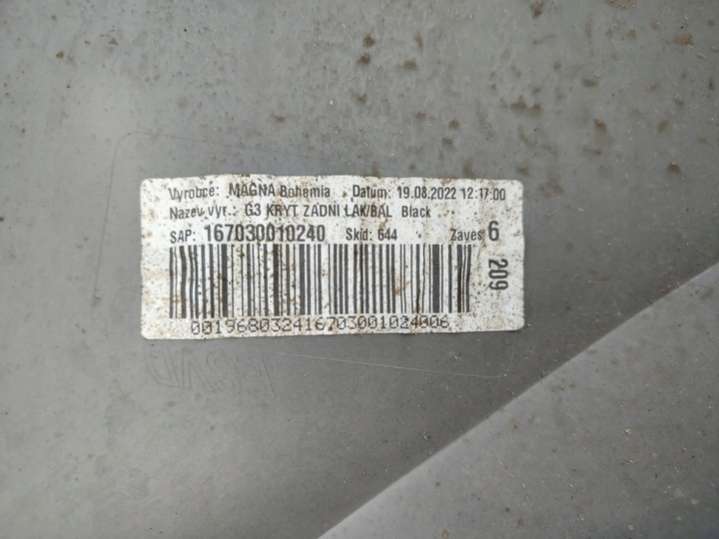 Vyrobce: MAGNA Bohemia Datum: 19.08.2022 12:17:00
Nazev vyr.: G3 KRYT ZADNI LAK/BAL Black
SAP: 167030010240 Skid: 644 Zaves 6
209
001968032416703001024006